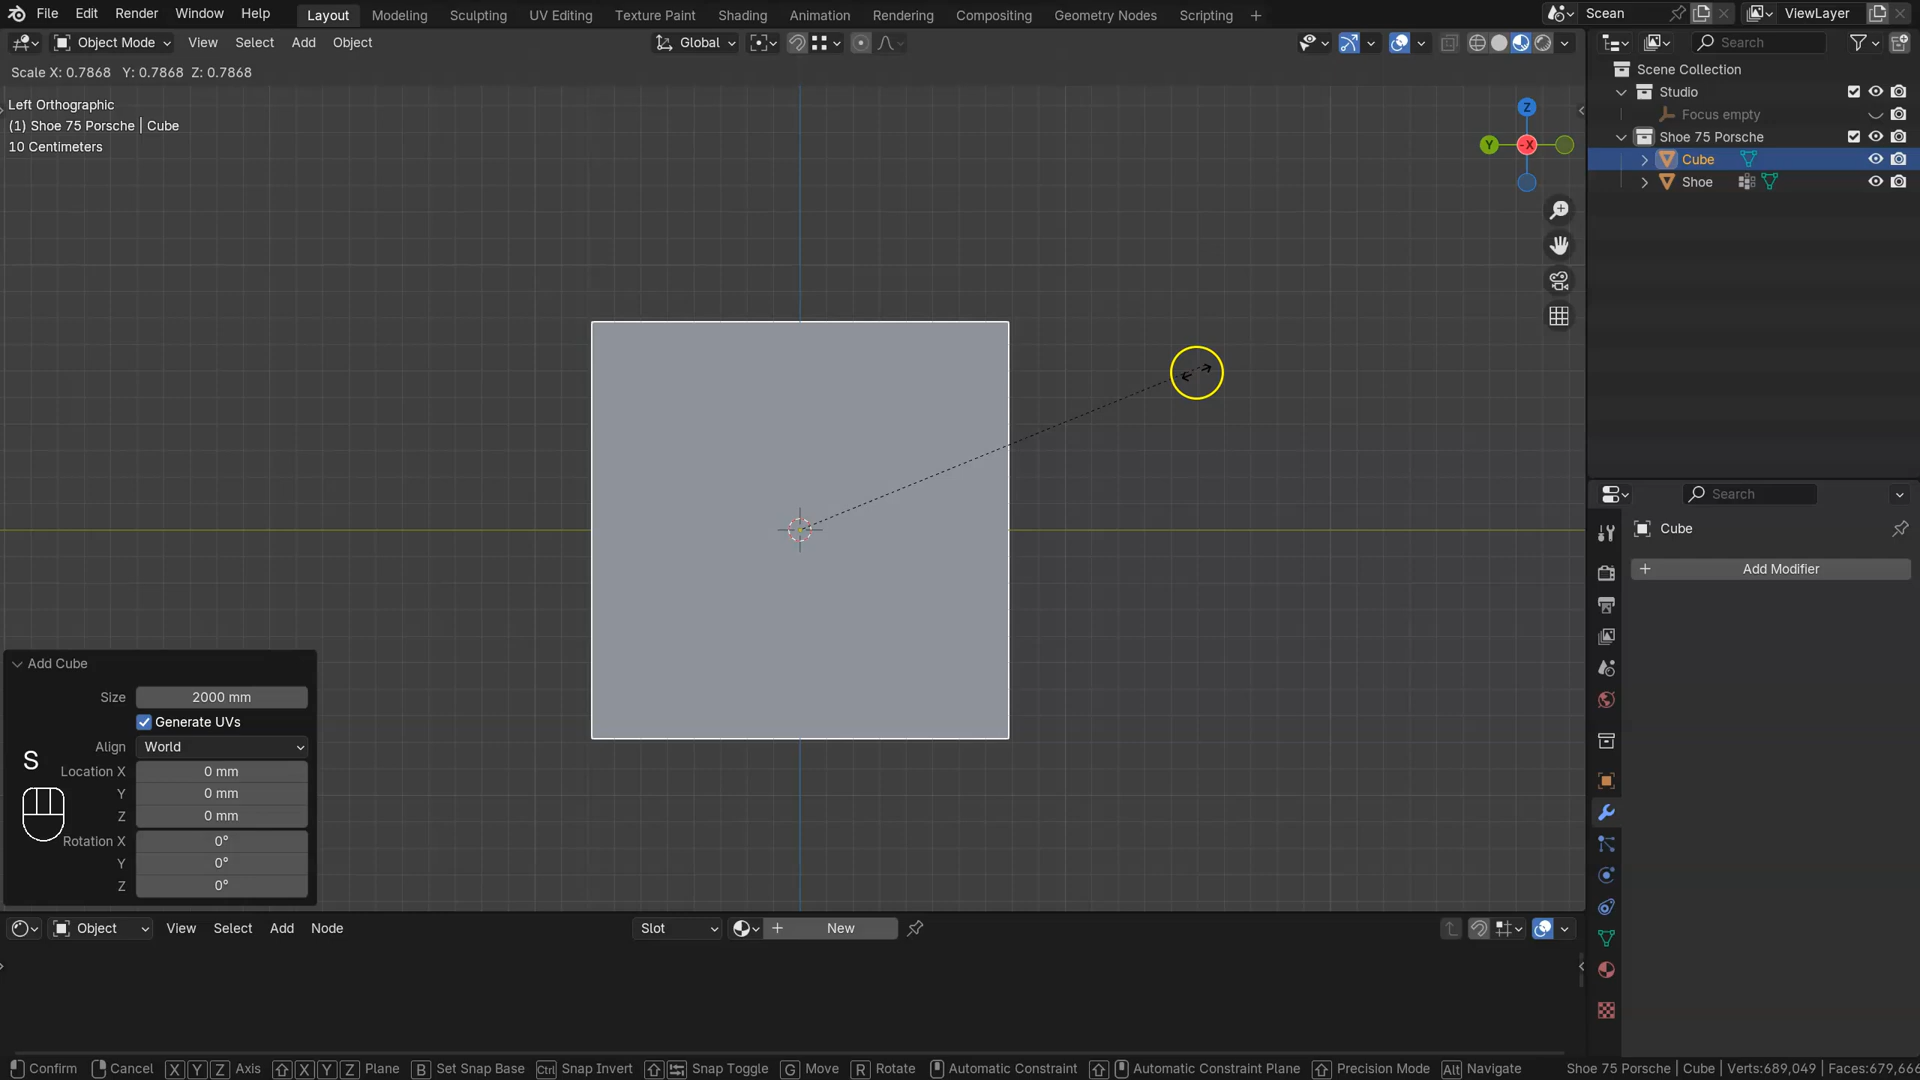 File Edit Render Window Help Layout Modeling Sculpting UV Editing Texture Paint Shading Animation Rendering Compositing Geometry Nodes Scripting + Scean ViewLayer
Object Mode View Select Add Object Global Search
Scale X: 0.7868 Y: 0.7868 Z: 0.7868
Scene Collection
Left Orthographic
Studio
(1) Shoe 75 Porsche | Cube
Focus empty
10 Centimeters
Shoe 75 Porsche
Z
Y -X
Cube
Shoe
Search
Cube
+ Add Modifier
Add Cube
Size 2000 mm
Generate UVs
Align World
S
Location X 0 mm
Y 0 mm
Z 0 mm
Rotation X 0°
Y 0°
Z 0°
Object View Select Add Node Slot + New
Confirm Cancel X Y Z Axis X Y Z Plane B Set Snap Base Ctrl Snap Invert Snap Toggle G Move R Rotate Automatic Constraint Automatic Constraint Plane Precision Mode Alt Navigate Shoe 75 Porsche | Cube | Verts:689,049 | Faces:679,666